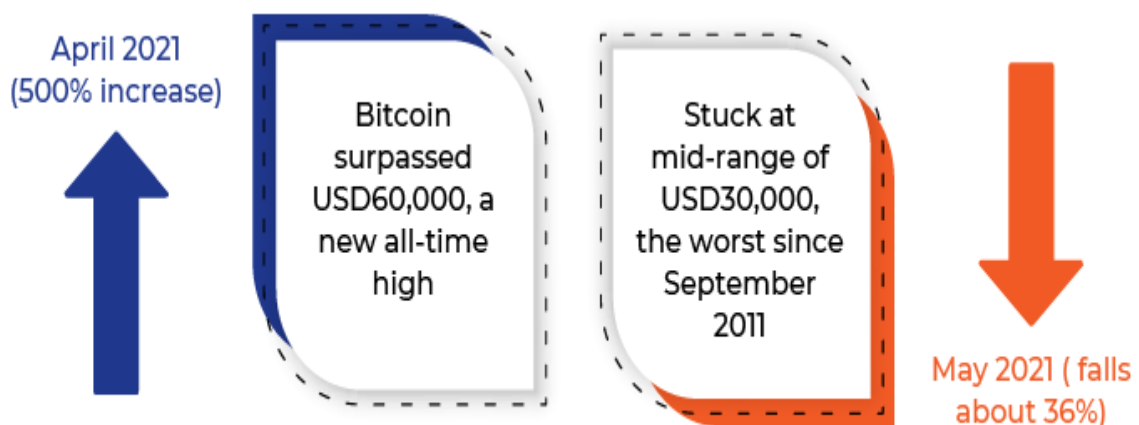 April 2021
(500% increase)
Bitcoin
surpassed
USD60,000, a
new all-time
high
Stuck at
mid-range of
USD30,000,
the worst since
September
2011
May 2021 ( falls
about 36%)